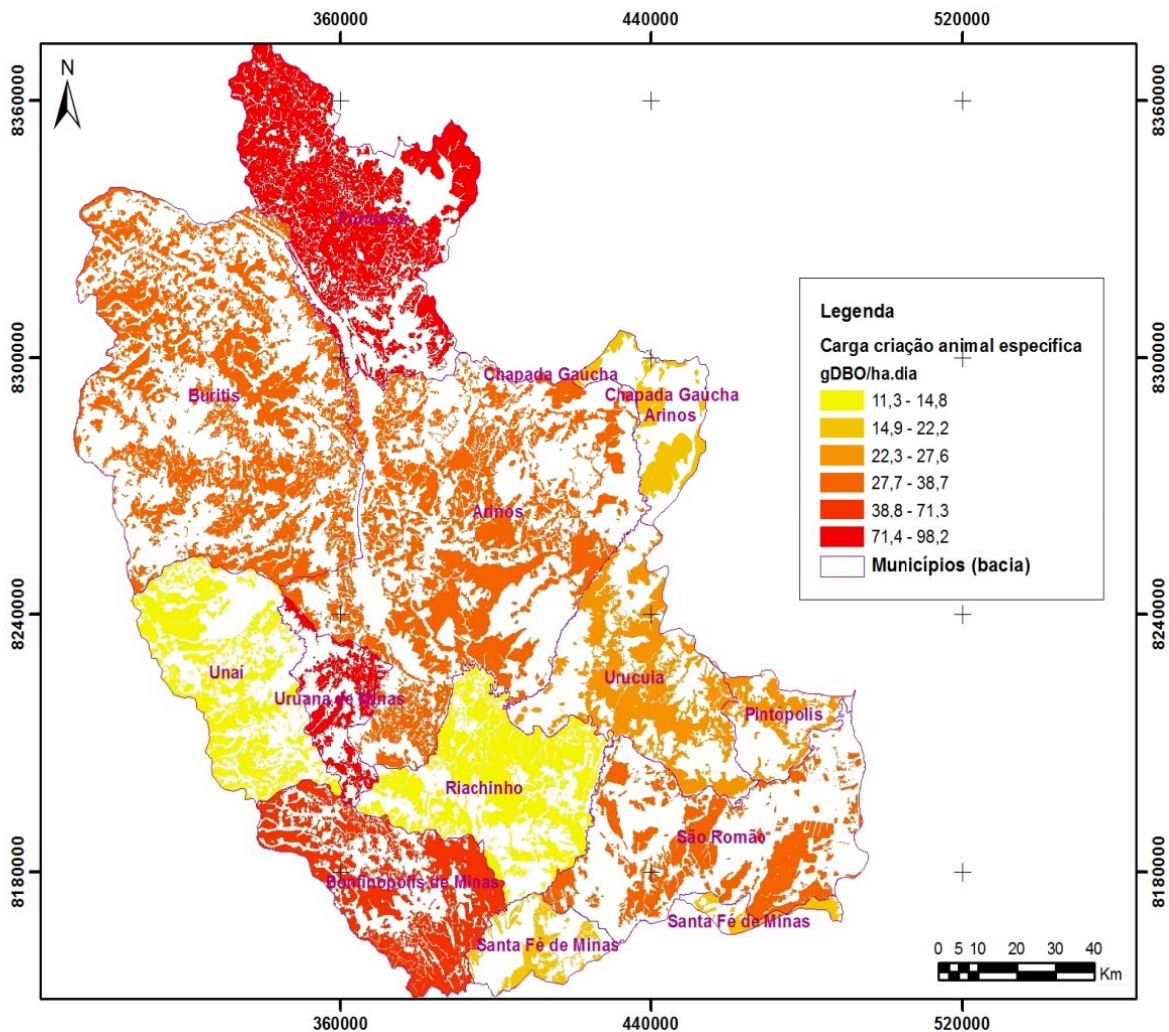 360000
440000
520000
8360000
8360000
N
Legenda
Carga criação animal específica
gDBO/ha.dia
11,3 - 14,8
14,9 - 22,2
22,3 - 27,6
27,7 - 38,7
38,8 - 71,3
71,4 - 98,2
Municípios (bacia)
8300000
8300000
Chapada Gaúcha
Chapada Gaúcha
Arinos
Buritis
Arinos
8240000
8240000
Unaí
Uruana de Minas
Urucuia
Pintópolis
Riachinho
São Romão
8180000
8180000
Bonfinópolis de Minas
Santa Fé de Minas
Santa Fé de Minas
0 5 10 20 30 40
Km
360000
440000
520000